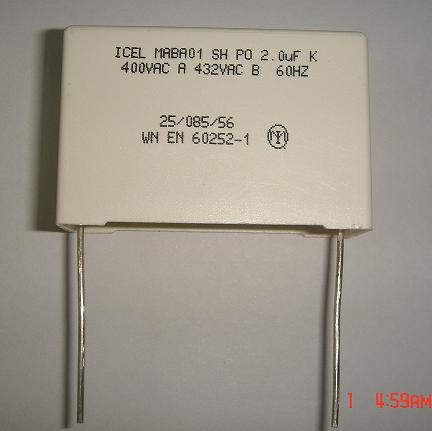 ICEL MABA01 SH PO 2.0uF K
400VAC A 432VAC B 60HZ
25/085/56
WN EN 60252-1
1 4:59AM